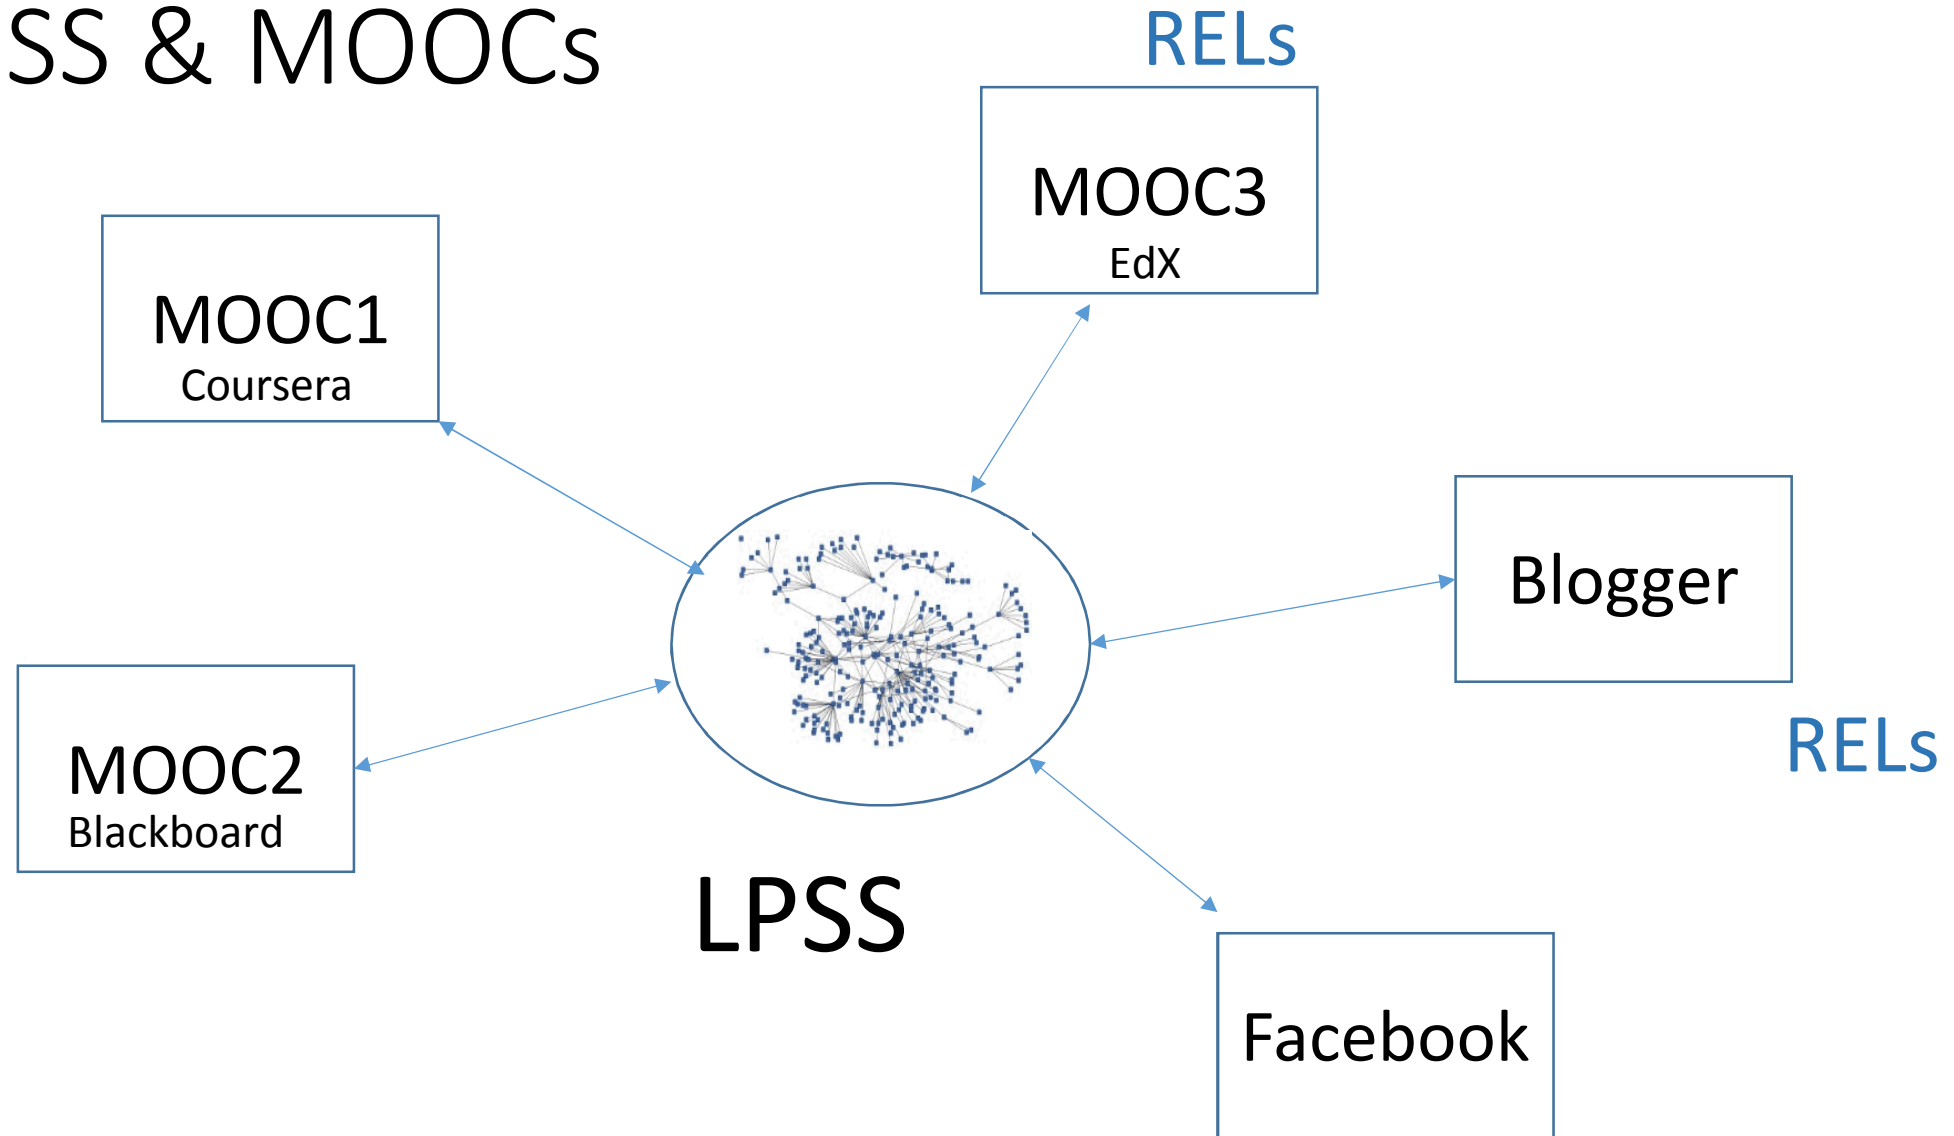 SS & MOOCs
RELs
MOOC3
EdX
MOOC1
Coursera
Blogger
RELs
MOOC2
Blackboard
LPSS
Facebook